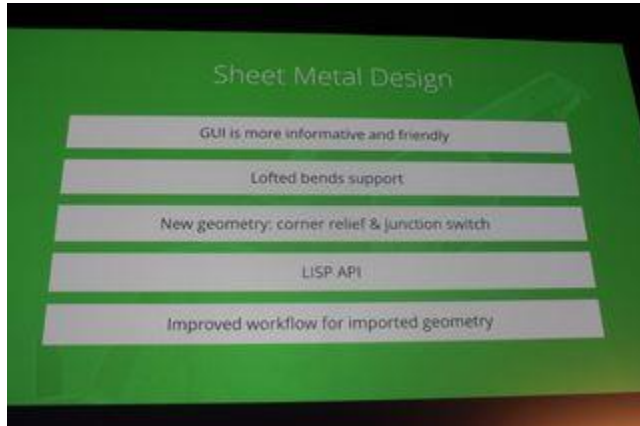 Sheet Metal Design
GUI is more informative and friendly
Lofted bends support
New geometry: corner relief & junction switch
LISP API
Improved workflow for imported geometry